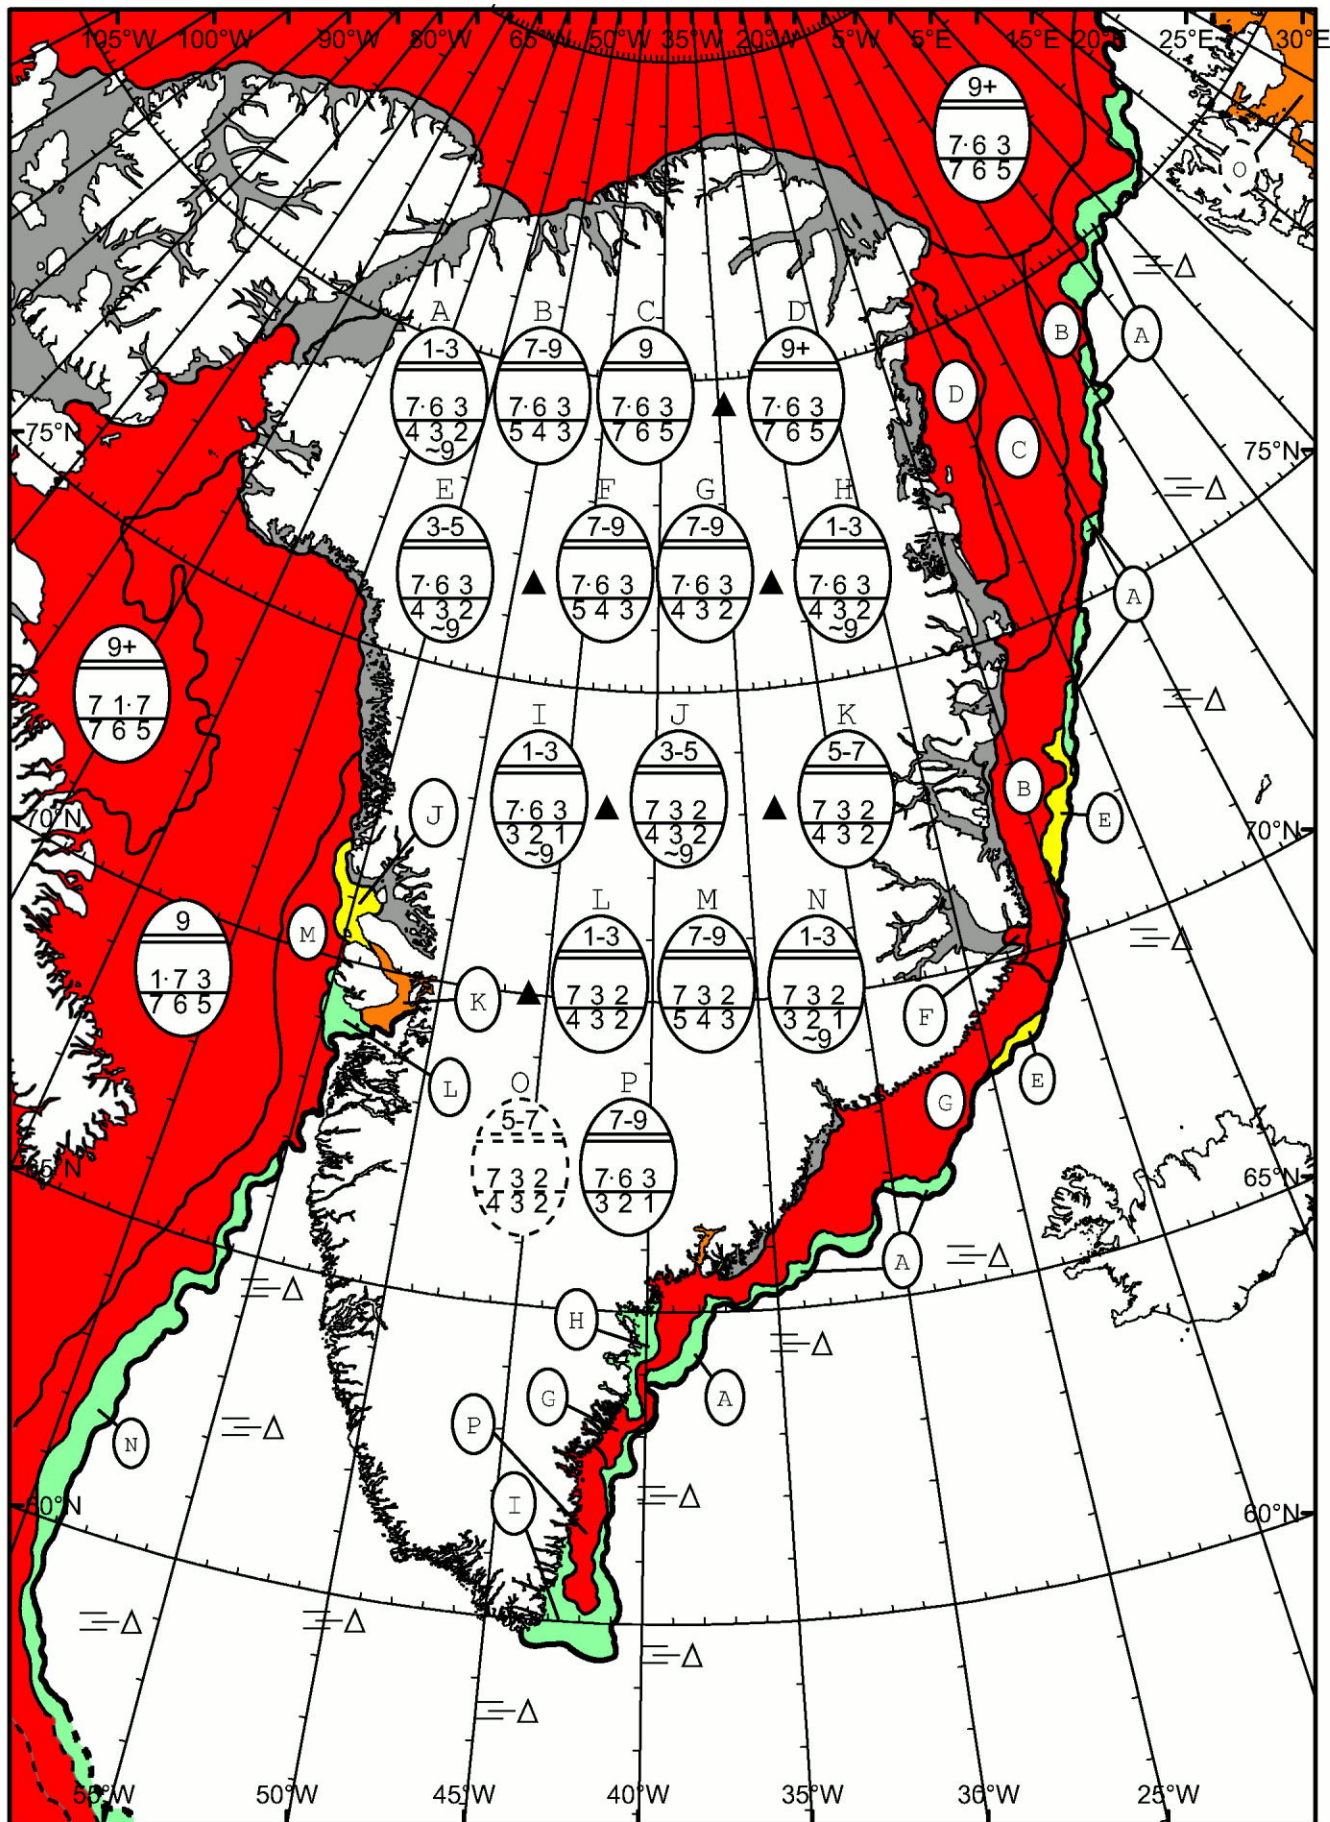 105°W 100°W 90°W 80°W 65°W 50°W 35°W 20°W 5°W 5°E 15°E 20°E 25°E 30°E
9+
7·6 3
7 6 5
O
A B C D
1-3 7-9 9 9+
7·6 3 7·6 3 7·6 3 7·6 3
4 3 2 5 4 3 7 6 5 7 6 5
~9
B A
D
C
75°N 75°N
E F G H
3-5 7-9 7-9 1-3
7·6 3 7·6 3 7·6 3 7·6 3
4 3 2 5 4 3 4 3 2 4 3 2
~9 ~9
A
9+
7 1·7
7 6 5
I J K
1-3 3-5 5-7
7·6 3 7 3 2 7 3 2
3 2 1 4 3 2 4 3 2
~9 ~9
J
B
E
70°N 70°N
L M N
1-3 7-9 1-3
7 3 2 7 3 2 7 3 2
4 3 2 5 4 3 3 2 1
~9
9
1·7 3
7 6 5
M
K
F
L
G
E
O P
5-7 7-9
7 3 2 7·6 3
4 3 2 3 2 1
65°N 65°N
A
H
G
A
P
N
I
60°N 60°N
55°W 50°W 45°W 40°W 35°W 30°W 25°W